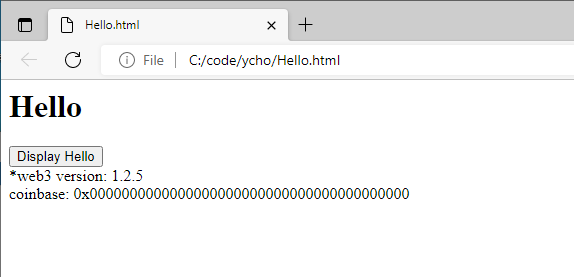 Hello.html
File
C:/code/ycho/Hello.html
Hello
Display Hello
*web3 version: 1.2.5
coinbase: 0x0000000000000000000000000000000000000000